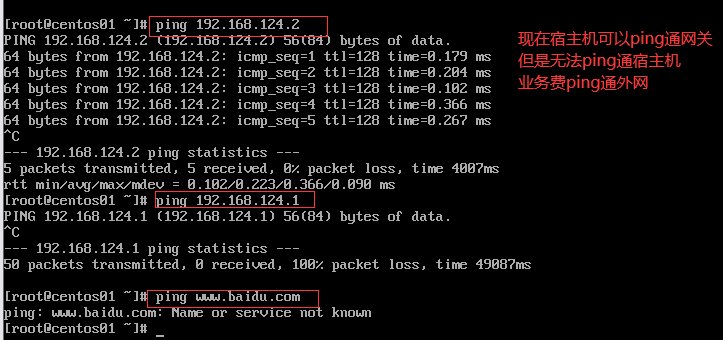 [root@centos01 ~]# ping 192.168.124.2
PING 192.168.124.2 (192.168.124.2) 56(84) bytes of data.
64 bytes from 192.168.124.2: icmp_seq=1 ttl=128 time=0.179 ms
64 bytes from 192.168.124.2: icmp_seq=2 ttl=128 time=0.204 ms
64 bytes from 192.168.124.2: icmp_seq=3 ttl=128 time=0.102 ms
64 bytes from 192.168.124.2: icmp_seq=4 ttl=128 time=0.366 ms
64 bytes from 192.168.124.2: icmp_seq=5 ttl=128 time=0.267 ms
^C
--- 192.168.124.2 ping statistics ---
5 packets transmitted, 5 received, 0% packet loss, time 4007ms
rtt min/avg/max/mdev = 0.102/0.223/0.366/0.090 ms
[root@centos01 ~]# ping 192.168.124.1
PING 192.168.124.1 (192.168.124.1) 56(84) bytes of data.
^C
--- 192.168.124.1 ping statistics ---
50 packets transmitted, 0 received, 100% packet loss, time 49087ms
[root@centos01 ~]# ping www.baidu.com
ping: www.baidu.com: Name or service not known
[root@centos01 ~]# _
现在宿主机可以ping通网关
但是无法ping通宿主机
业务费ping通外网